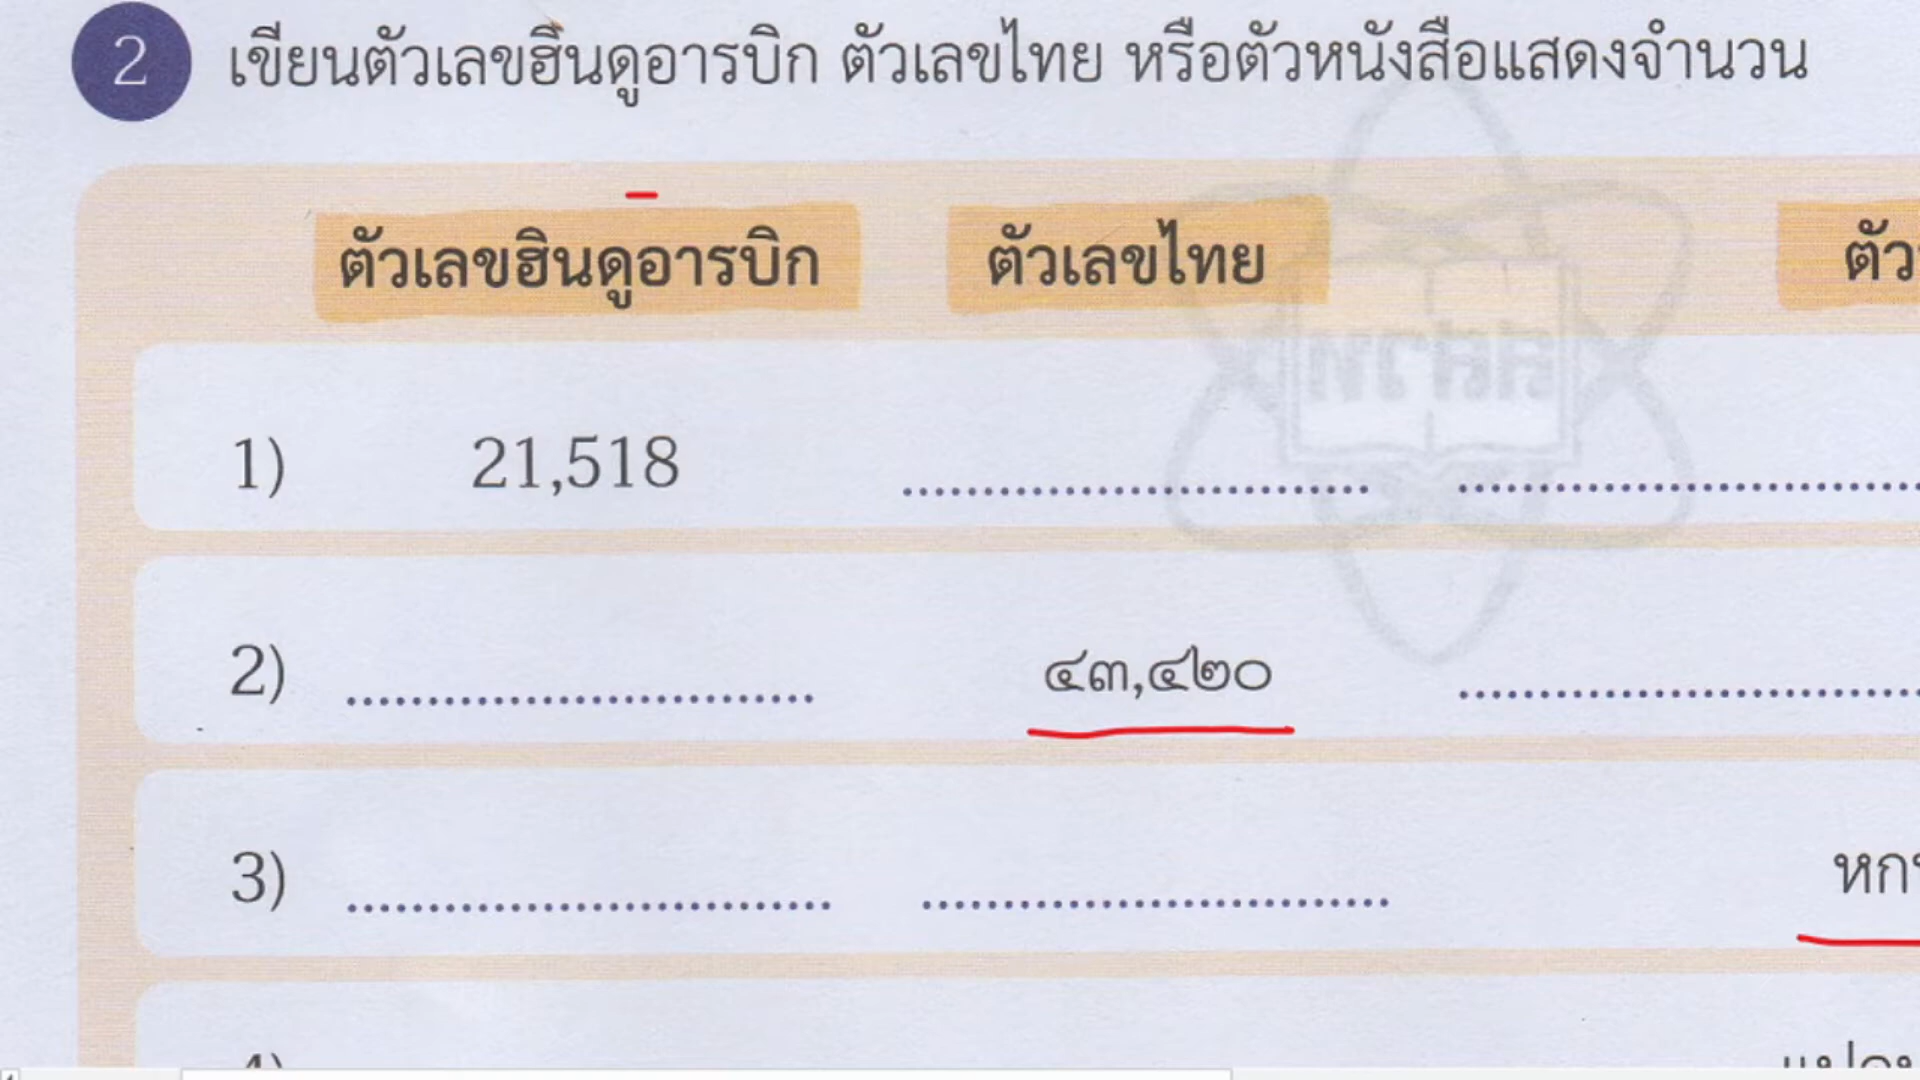 2 เขียนตัวเลขฮินดูอารบิก ตัวเลขไทย หรือตัวหนังสือแสดงจำนวน
ตัวเลขฮินดูอารบิก ตัวเลขไทย
1) 21,518
2) ๔๓,๔๒๐
3)